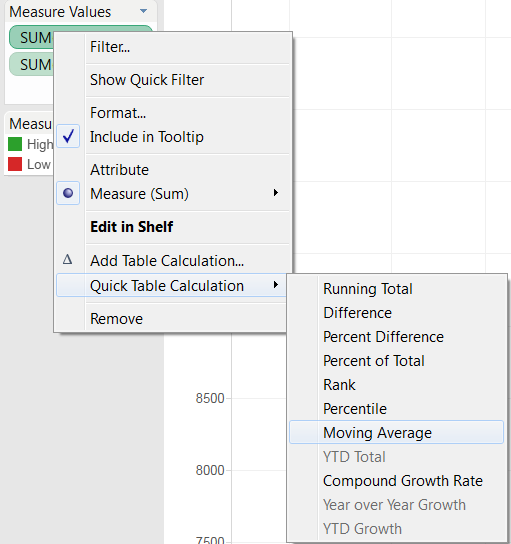 Measure Values
SUM
SUM
Measu
High
Low
Filter...
Show Quick Filter
Format...
Include in Tooltip
Attribute
Measure (Sum)
Edit in Shelf
Δ Add Table Calculation...
Quick Table Calculation
Remove
Running Total
Difference
Percent Difference
Percent of Total
Rank
Percentile
Moving Average
YTD Total
Compound Growth Rate
Year over Year Growth
YTD Growth
8500
8000
7500